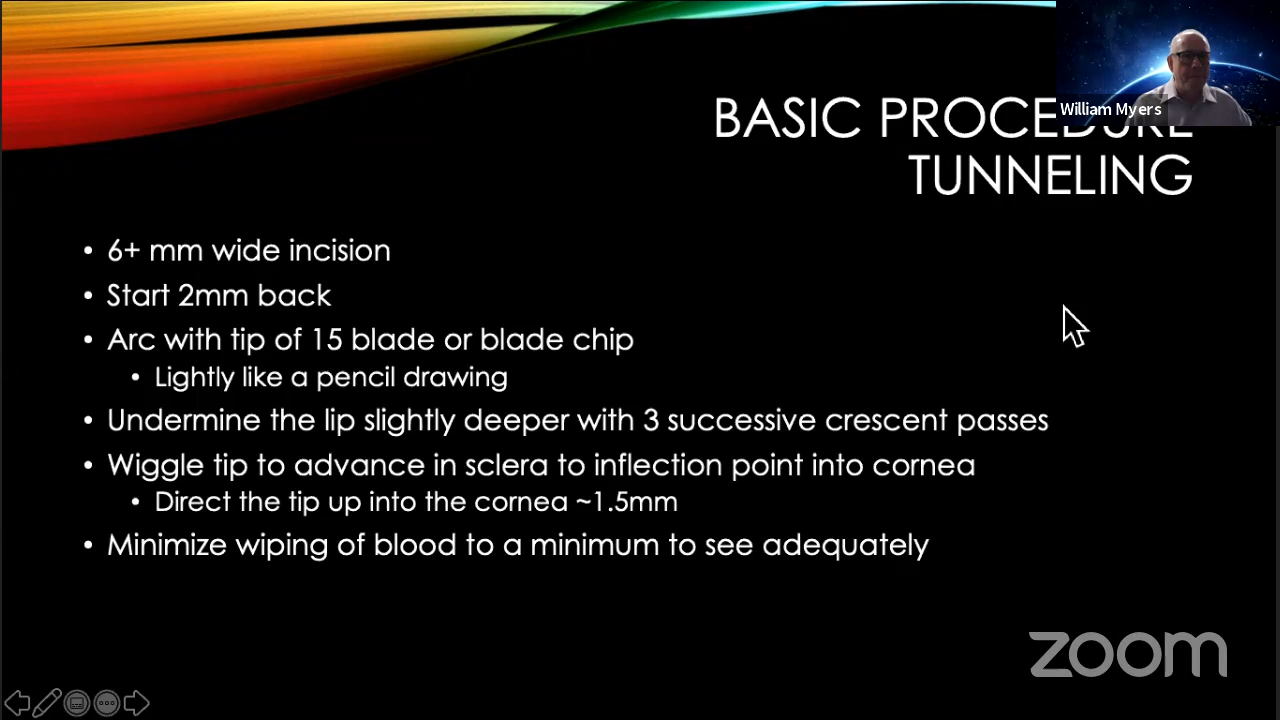 William Myers
BASIC PROCEDURE
TUNNELING
• 6+ mm wide incision
• Start 2mm back
• Arc with tip of 15 blade or blade chip
• Lightly like a pencil drawing
• Undermine the lip slightly deeper with 3 successive crescent passes
• Wiggle tip to advance in sclera to inflection point into cornea
• Direct the tip up into the cornea ~1.5mm
• Minimize wiping of blood to a minimum to see adequately
zoom